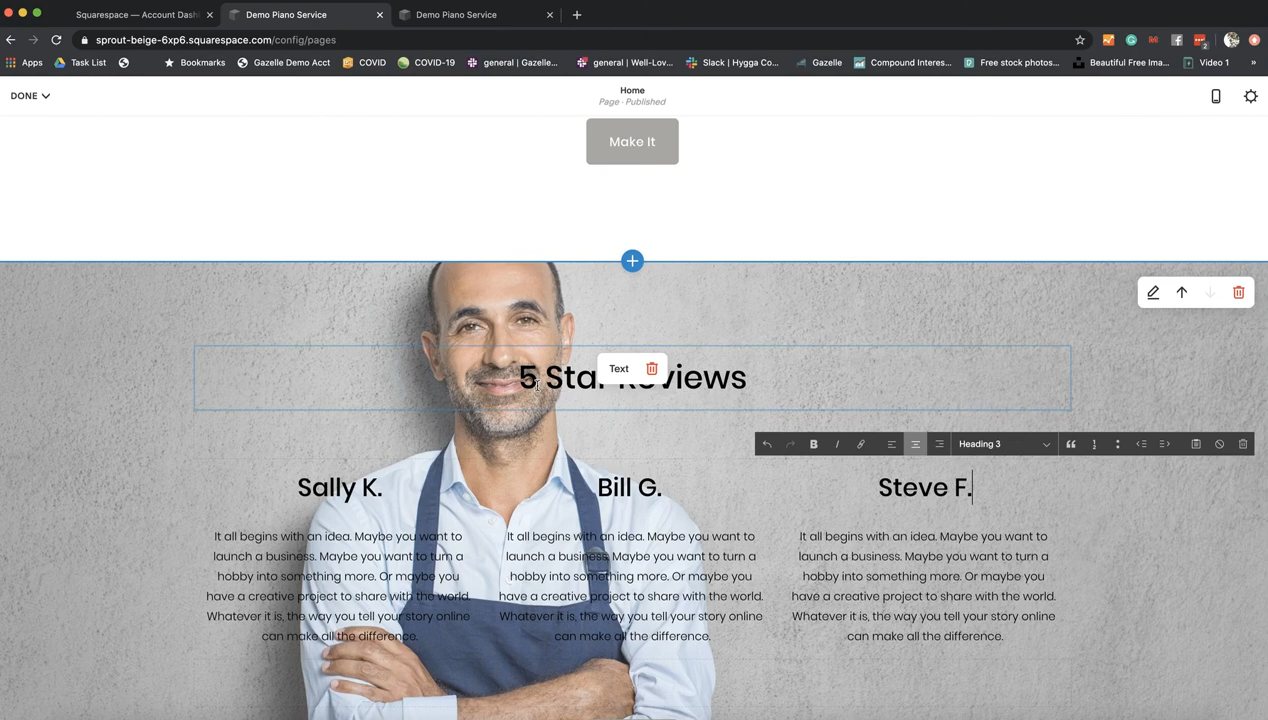 Squarespace — Account Dash
Demo Piano Service
Demo Piano Service
sprout-beige-6xp6.squarespace.com/config/pages
2
Apps
Task List
Bookmarks
Gazelle Demo Acct
COVID
COVID-19
general | Gazelle...
general | Well-Lov...
Slack | Hygga Co...
Gazelle
Compound Interes...
Free stock photos...
Beautiful Free Ima...
Video 1
»
DONE
Home
Page · Published
Make It
5 Star Reviews
Text
Heading 3
Sally K.
Bill G.
Steve F.
It all begins with an idea. Maybe you want to
launch a business. Maybe you want to turn a
hobby into something more. Or maybe you
have a creative project to share with the world.
Whatever it is, the way you tell your story online
can make all the difference.
It all begins with an idea. Maybe you want to
launch a business. Maybe you want to turn a
hobby into something more. Or maybe you
have a creative project to share with the world.
Whatever it is, the way you tell your story online
can make all the difference.
It all begins with an idea. Maybe you want to
launch a business. Maybe you want to turn a
hobby into something more. Or maybe you
have a creative project to share with the world.
Whatever it is, the way you tell your story online
can make all the difference.